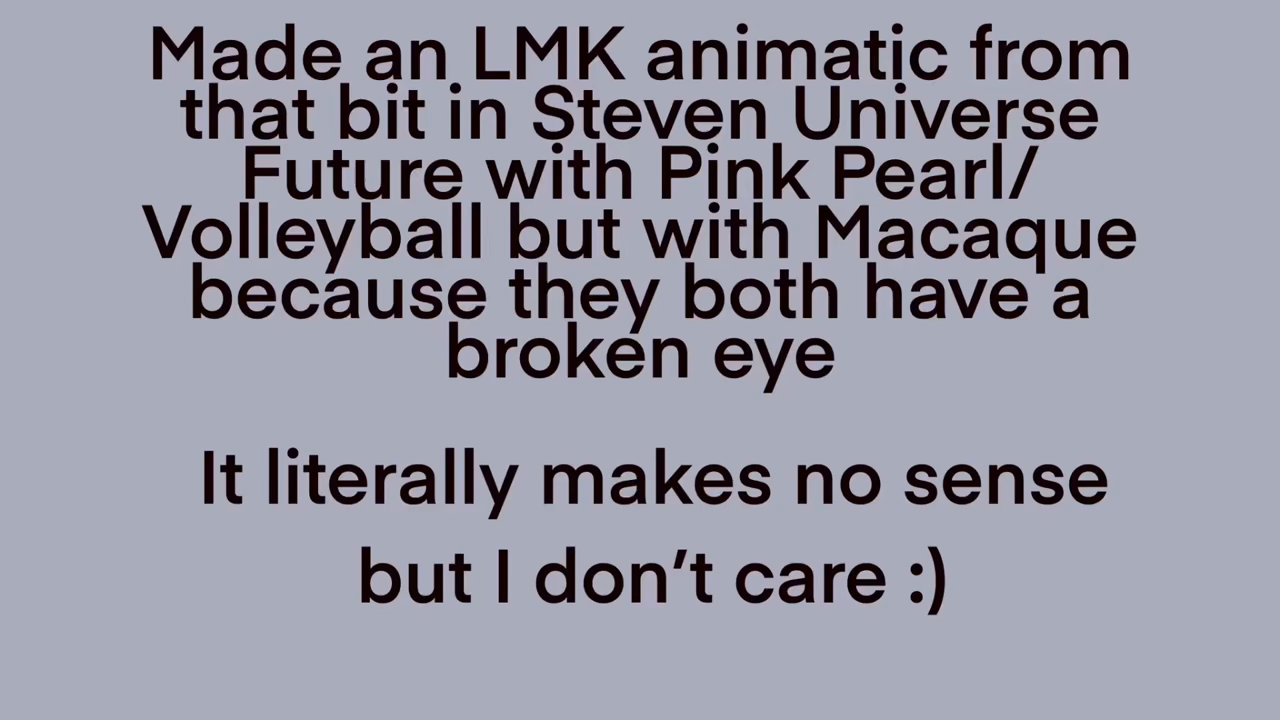 Made an LMK animatic from
that bit in Steven Universe
Future with Pink Pearl/
Volleyball but with Macaque
because they both have a
broken eye
It literally makes no sense
but I don’t care :)